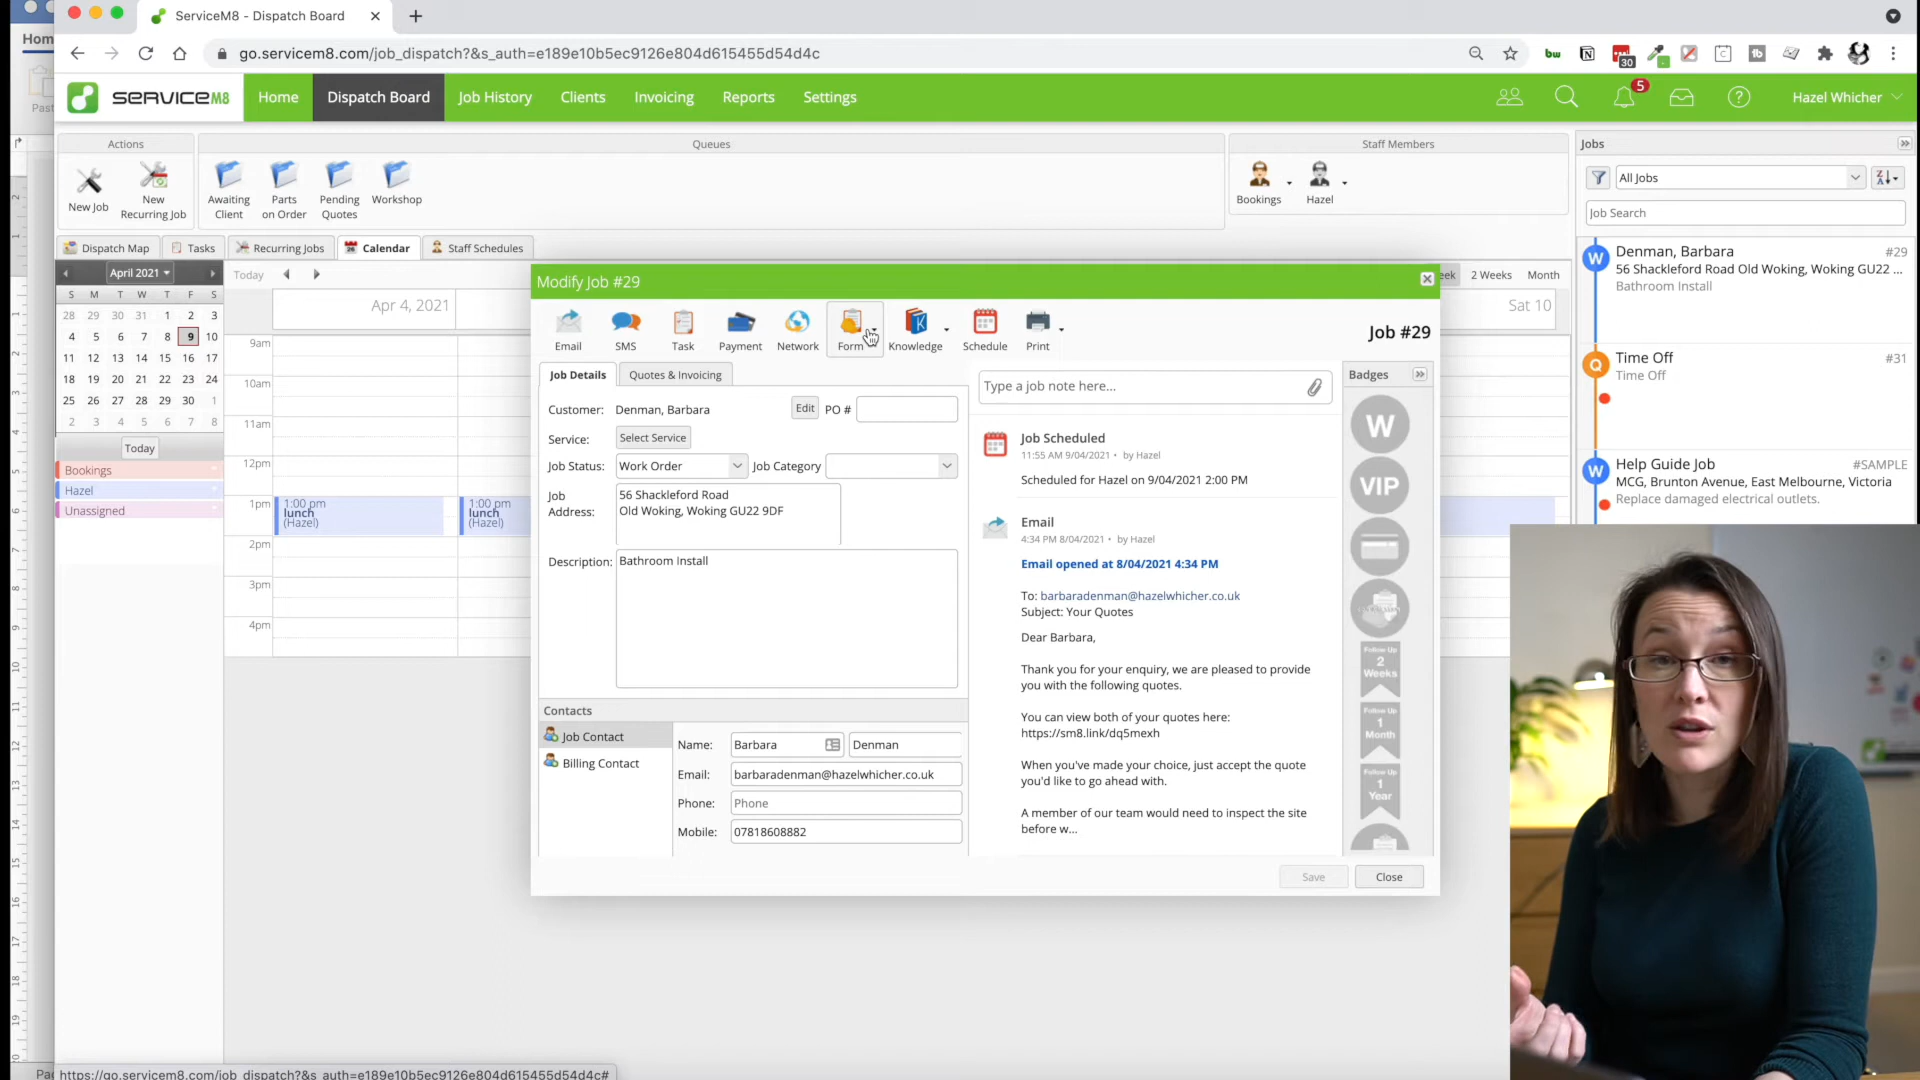 ServiceM8 - Dispatch Board
go.servicem8.com/job_dispatch?&s_auth=e189e10b5ec9126e804d615455d54d4c
30
Hom
Past
SERVICEM8
Home
Dispatch Board
Job History
Clients
Invoicing
Reports
Settings
5
Hazel Whicher
Actions
Queues
Staff Members
Jobs
New Job
New
Recurring Job
Awaiting
Client
Parts
on Order
Pending
Quotes
Workshop
Bookings
Hazel
All Jobs
Job Search
Dispatch Map
Tasks
Recurring Jobs
Calendar
Staff Schedules
April 2021
S M T W T F S
28 29 30 31 1 2 3
4 5 6 7 8 9 10
11 12 13 14 15 16 17
18 19 20 21 22 23 24
25 26 27 28 29 30 1
2 3 4 5 6 7 8
Today
Bookings
Hazel
Unassigned
Today
Apr 4, 2021
eek
2 Weeks
Month
Sat 10
9am
10am
11am
12pm
1pm
2pm
3pm
4pm
1:00 pm
lunch
(Hazel)
1:00 pm
lunch
(Hazel)
Modify Job #29
Email
SMS
Task
Payment
Network
Form
Knowledge
Schedule
Print
Job #29
Job Details
Quotes & Invoicing
Customer: Denman, Barbara
Edit
PO #
Service:
Select Service
Job Status:
Work Order
Job Category
Job
Address:
56 Shackleford Road
Old Woking, Woking GU22 9DF
Description:
Bathroom Install
Contacts
Job Contact
Billing Contact
Name:
Barbara
Denman
Email:
barbaradenman@hazelwhicher.co.uk
Phone:
Phone
Mobile:
07818608882
Type a job note here...
Job Scheduled
11:55 AM 9/04/2021 • by Hazel
Scheduled for Hazel on 9/04/2021 2:00 PM
Email
4:34 PM 8/04/2021 • by Hazel
Email opened at 8/04/2021 4:34 PM
To: barbaradenman@hazelwhicher.co.uk
Subject: Your Quotes
Dear Barbara,
Thank you for your enquiry, we are pleased to provide
you with the following quotes.
You can view both of your quotes here:
https://sm8.link/dq5mexh
When you've made your choice, just accept the quote
you'd like to go ahead with.
A member of our team would need to inspect the site
before w...
Badges
W
VIP
Follow Up
2
Weeks
Follow Up
1
Month
Follow Up
1
Year
Save
Close
W
Denman, Barbara
#29
56 Shackleford Road Old Woking, Woking GU22 ...
Bathroom Install
Q
Time Off
#31
Time Off
W
Help Guide Job
#SAMPLE
MCG, Brunton Avenue, East Melbourne, Victoria
Replace damaged electrical outlets.
https://go.servicem8.com/job_dispatch?&s_auth=e189e10b5ec9126e804d615455d54d4c#